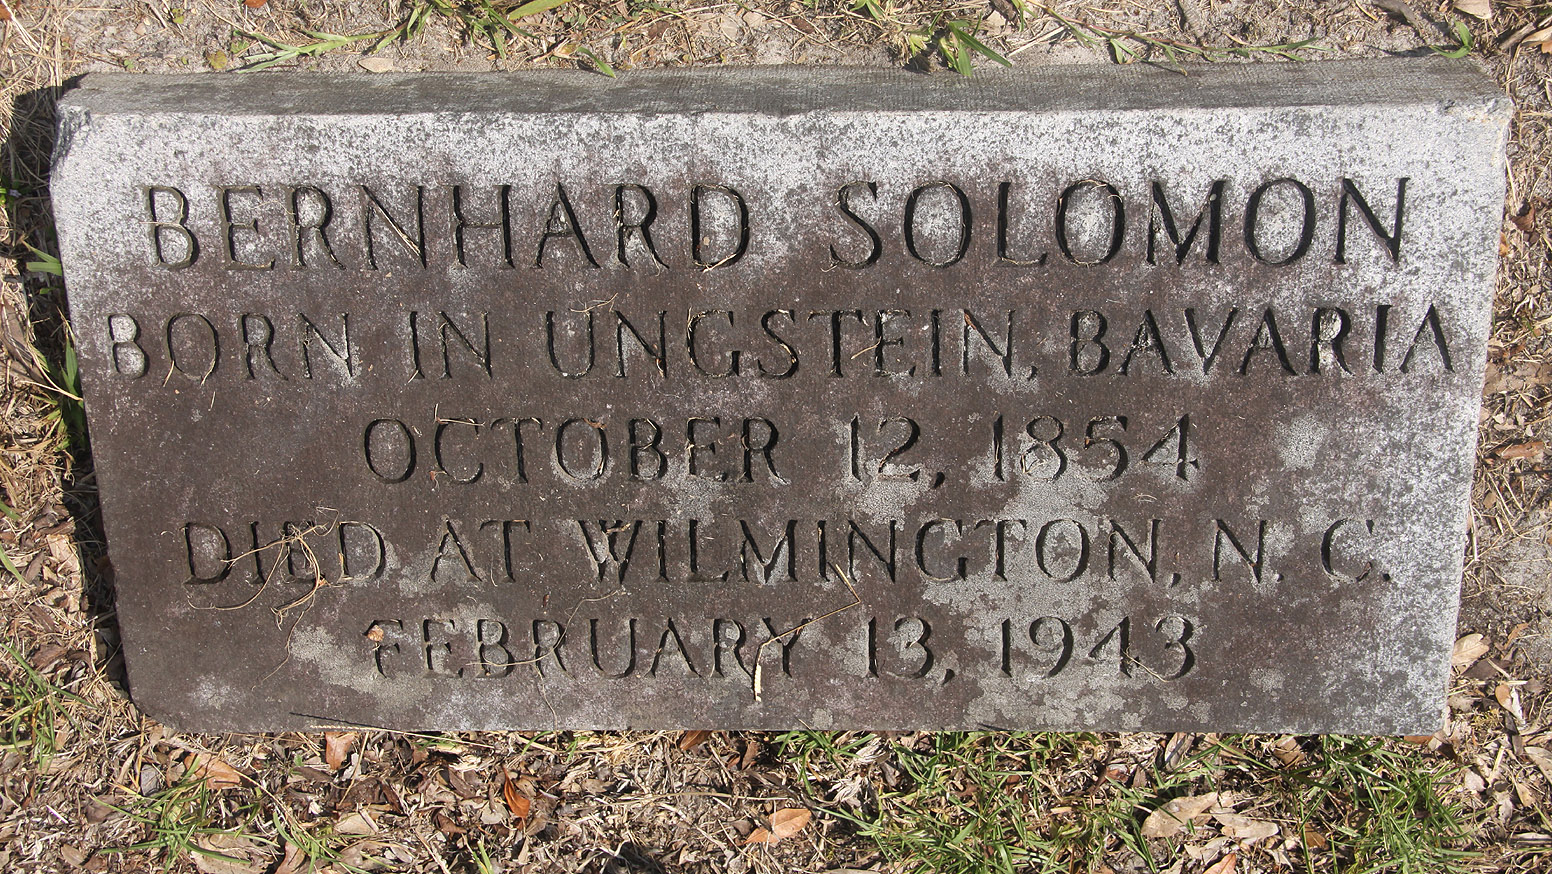 BERNHARD SOLOMON
BORN IN UNGSTEIN, BAVARIA
OCTOBER 12, 1854
DIED AT WILMINGTON, N. C.
FEBRUARY 13, 1943